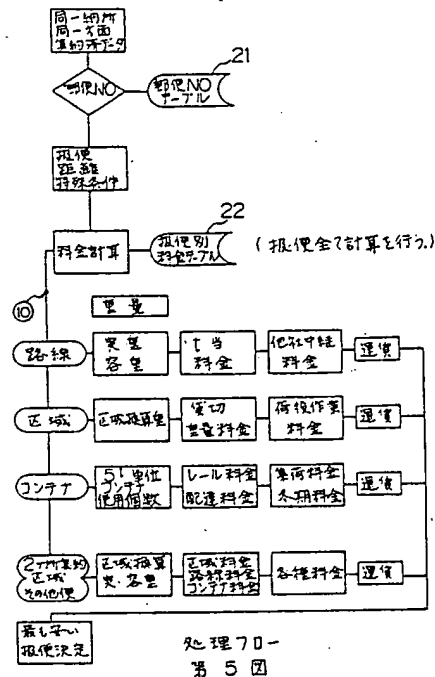 同一納所
同一方面
集約済データ
郵便NO
21
郵便NO
テーブル
扱便
距離
特殊条件
22
料金計算
扱便別
料金テーブル
(扱便全て計算を行う。)
10
重量
路線
実重
容重
t当
料金
他社中継
料金
運賃
区域
区域換算重
貸切
重量料金
荷役作業
料金
運賃
コンテナ
5t単位
コンテナ
使用個数
レール料金
配達料金
集荷料金
冬期料金
運賃
2ヶ所集約
区域
その他便
区域換算
実・容重
区域料金
路線料金
コンテナ料金
各種料金
運賃
最も安い
扱便決定
処理フロー
第5図